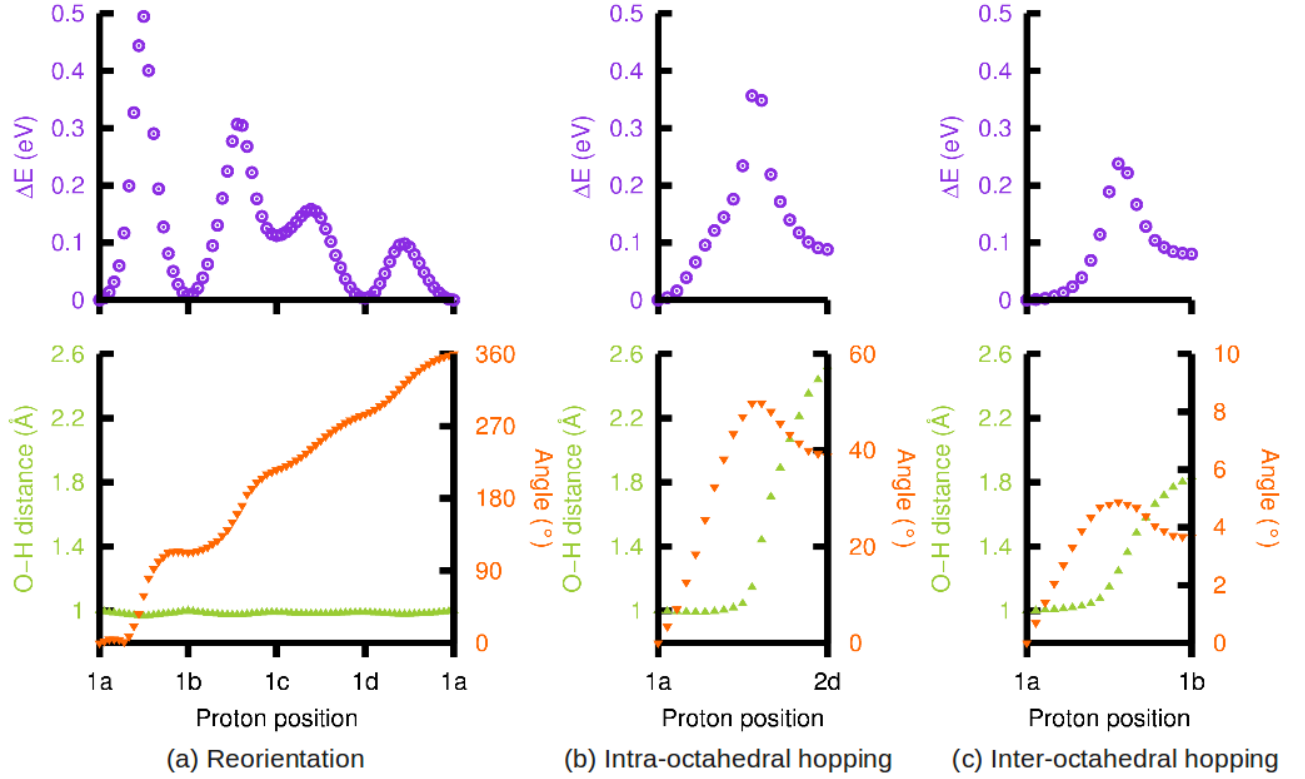 0.5
0.4
0.3
0.2
0.1
0
ΔE (eV)
0.5
0.4
0.3
0.2
0.1
0
ΔE (eV)
0.5
0.4
0.3
0.2
0.1
0
ΔE (eV)
2.6
2.2
1.8
1.4
1
O−H distance (Å)
360
270
180
90
0
Angle (°)
1a 1b 1c 1d 1a
Proton position
(a) Reorientation
2.6
2.2
1.8
1.4
1
O−H distance (Å)
60
40
20
0
Angle (°)
1a 2d
Proton position
(b) Intra-octahedral hopping
2.6
2.2
1.8
1.4
1
O−H distance (Å)
10
8
6
4
2
0
Angle (°)
1a 1b
Proton position
(c) Inter-octahedral hopping